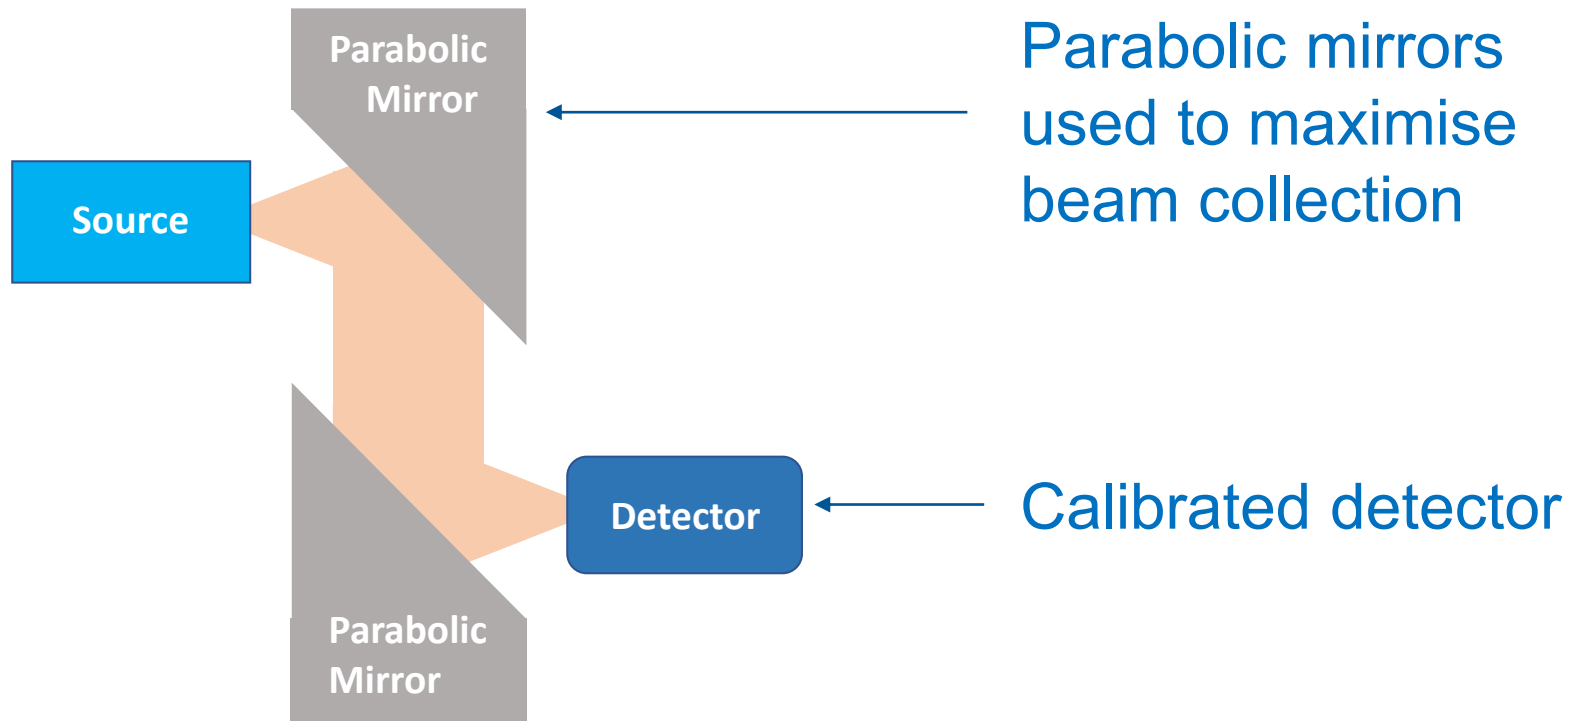 Parabolic
Mirror
Parabolic mirrors
used to maximise
beam collection
Source
Detector
Calibrated detector
Parabolic
Mirror